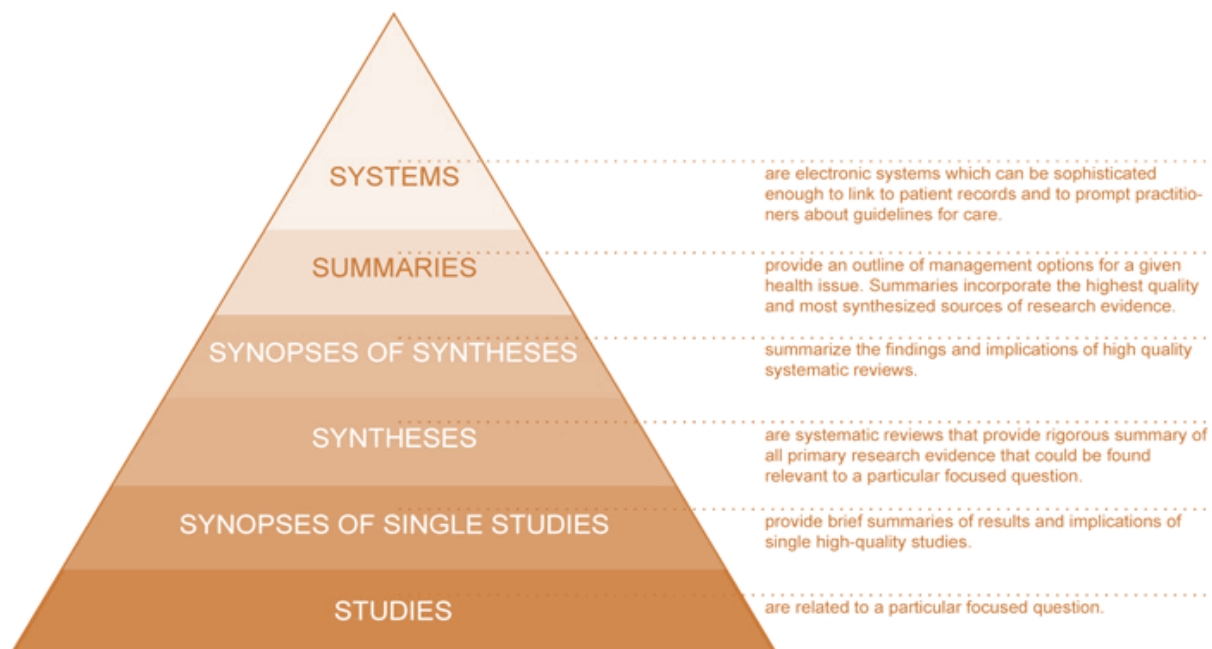 SYSTEMS
are electronic systems which can be sophisticated
enough to link to patient records and to prompt practitio-
ners about guidelines for care.
SUMMARIES
provide an outline of management options for a given
health issue. Summaries incorporate the highest quality
and most synthesized sources of research evidence.
SYNOPSES OF SYNTHESES
summarize the findings and implications of high quality
systematic reviews.
SYNTHESES
are systematic reviews that provide rigorous summary of
all primary research evidence that could be found
relevant to a particular focused question.
SYNOPSES OF SINGLE STUDIES
provide brief summaries of results and implications of
single high-quality studies.
STUDIES
are related to a particular focused question.